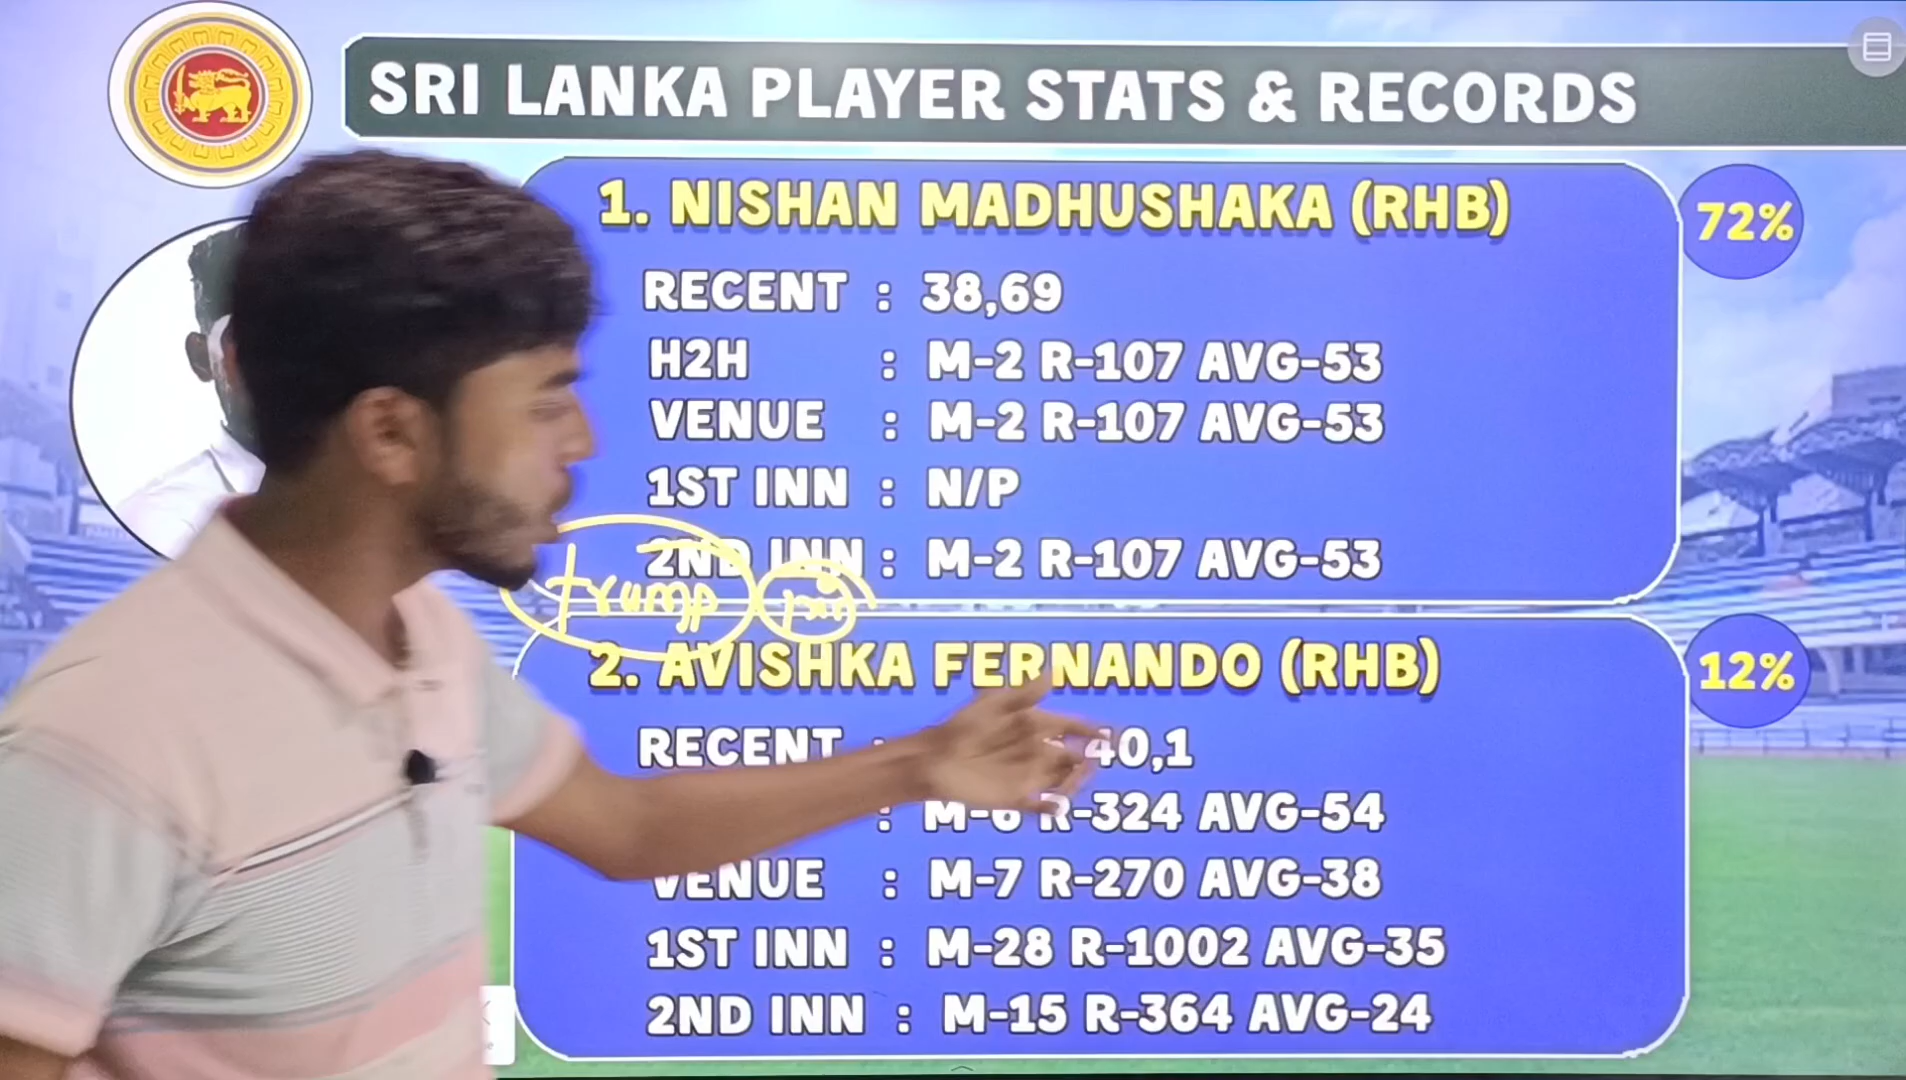 SRI LANKA PLAYER STATS & RECORDS
1. NISHAN MADHUSHAKA (RHB)
72%
RECENT : 38,69
H2H : M-2 R-107 AVG-53
VENUE : M-2 R-107 AVG-53
1ST INN : N/P
2ND INN : M-2 R-107 AVG-53
trump
2. AVISHKA FERNANDO (RHB)
12%
RECENT : 40,1
: M-6 R-324 AVG-54
VENUE : M-7 R-270 AVG-38
1ST INN : M-28 R-1002 AVG-35
2ND INN : M-15 R-364 AVG-24